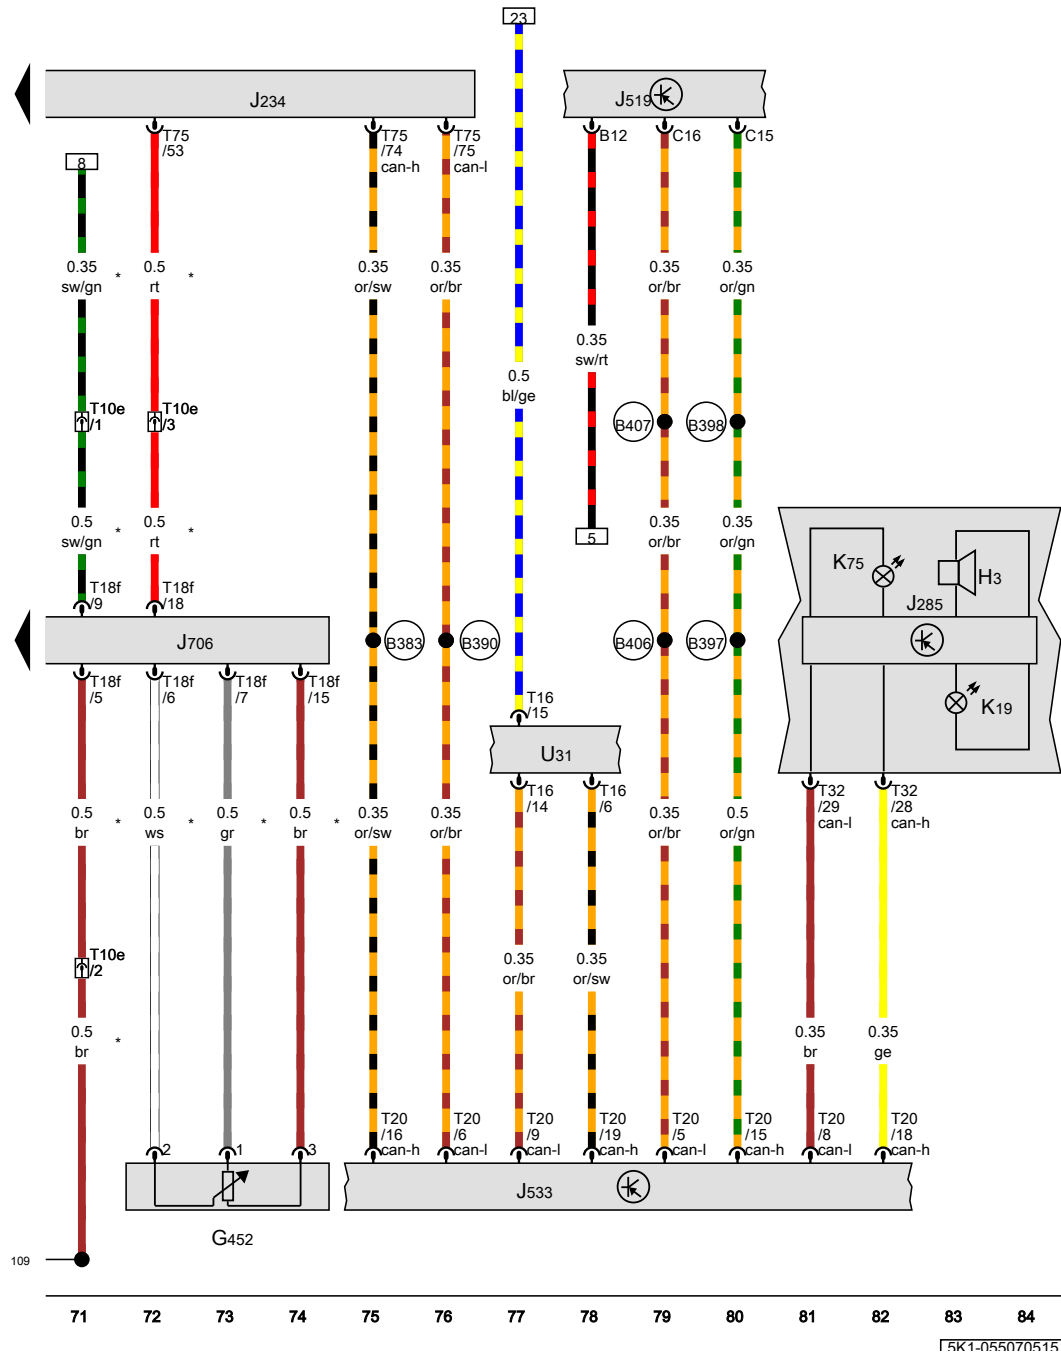 23
J234
J519
T75
/53
T75
/74
can-h
T75
/75
can-l
B12
C16
C15
8
0.35
sw/gn
*
0.5
rt
*
0.35
or/sw
0.35
or/br
0.35
or/br
0.35
or/gn
0.35
sw/rt
0.5
bl/ge
T10e
/1
T10e
/3
B407
B398
0.5
sw/gn
*
0.5
rt
*
0.35
or/br
0.35
or/gn
5
K75
H3
J285
T18f
/9
T18f
/18
J706
B383
B390
B406
B397
T18f
/5
T18f
/6
T18f
/7
T18f
/15
T16
/15
K19
U31
T16
/14
T16
/6
T32
/29
can-l
T32
/28
can-h
0.5
br
*
0.5
ws
*
0.5
gr
*
0.5
br
*
0.35
or/sw
0.35
or/br
0.35
or/br
0.5
or/gn
T10e
/2
0.35
or/br
0.35
or/sw
0.5
br
*
0.35
br
0.35
ge
2
1
3
T20
/16
can-h
T20
/6
can-l
T20
/9
can-l
T20
/19
can-h
T20
/5
can-l
T20
/15
can-h
T20
/8
can-l
T20
/18
can-h
J533
G452
109
71 72 73 74 75 76 77 78 79 80 81 82 83 84
5K1-055070515